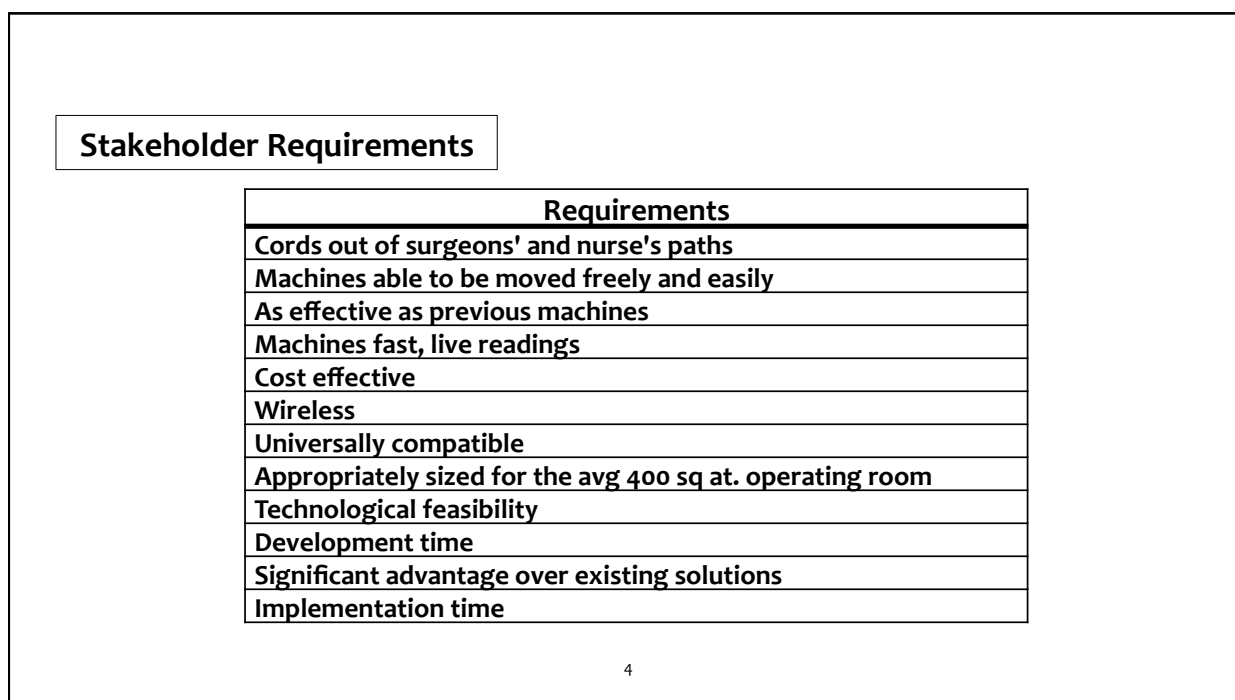 Stakeholder Requirements
Requirements
Cords out of surgeons' and nurse's paths
Machines able to be moved freely and easily
As effective as previous machines
Machines fast, live readings
Cost effective
Wireless
Universally compatible
Appropriately sized for the avg 400 sq at. operating room
Technological feasibility
Development time
Significant advantage over existing solutions
Implementation time
4